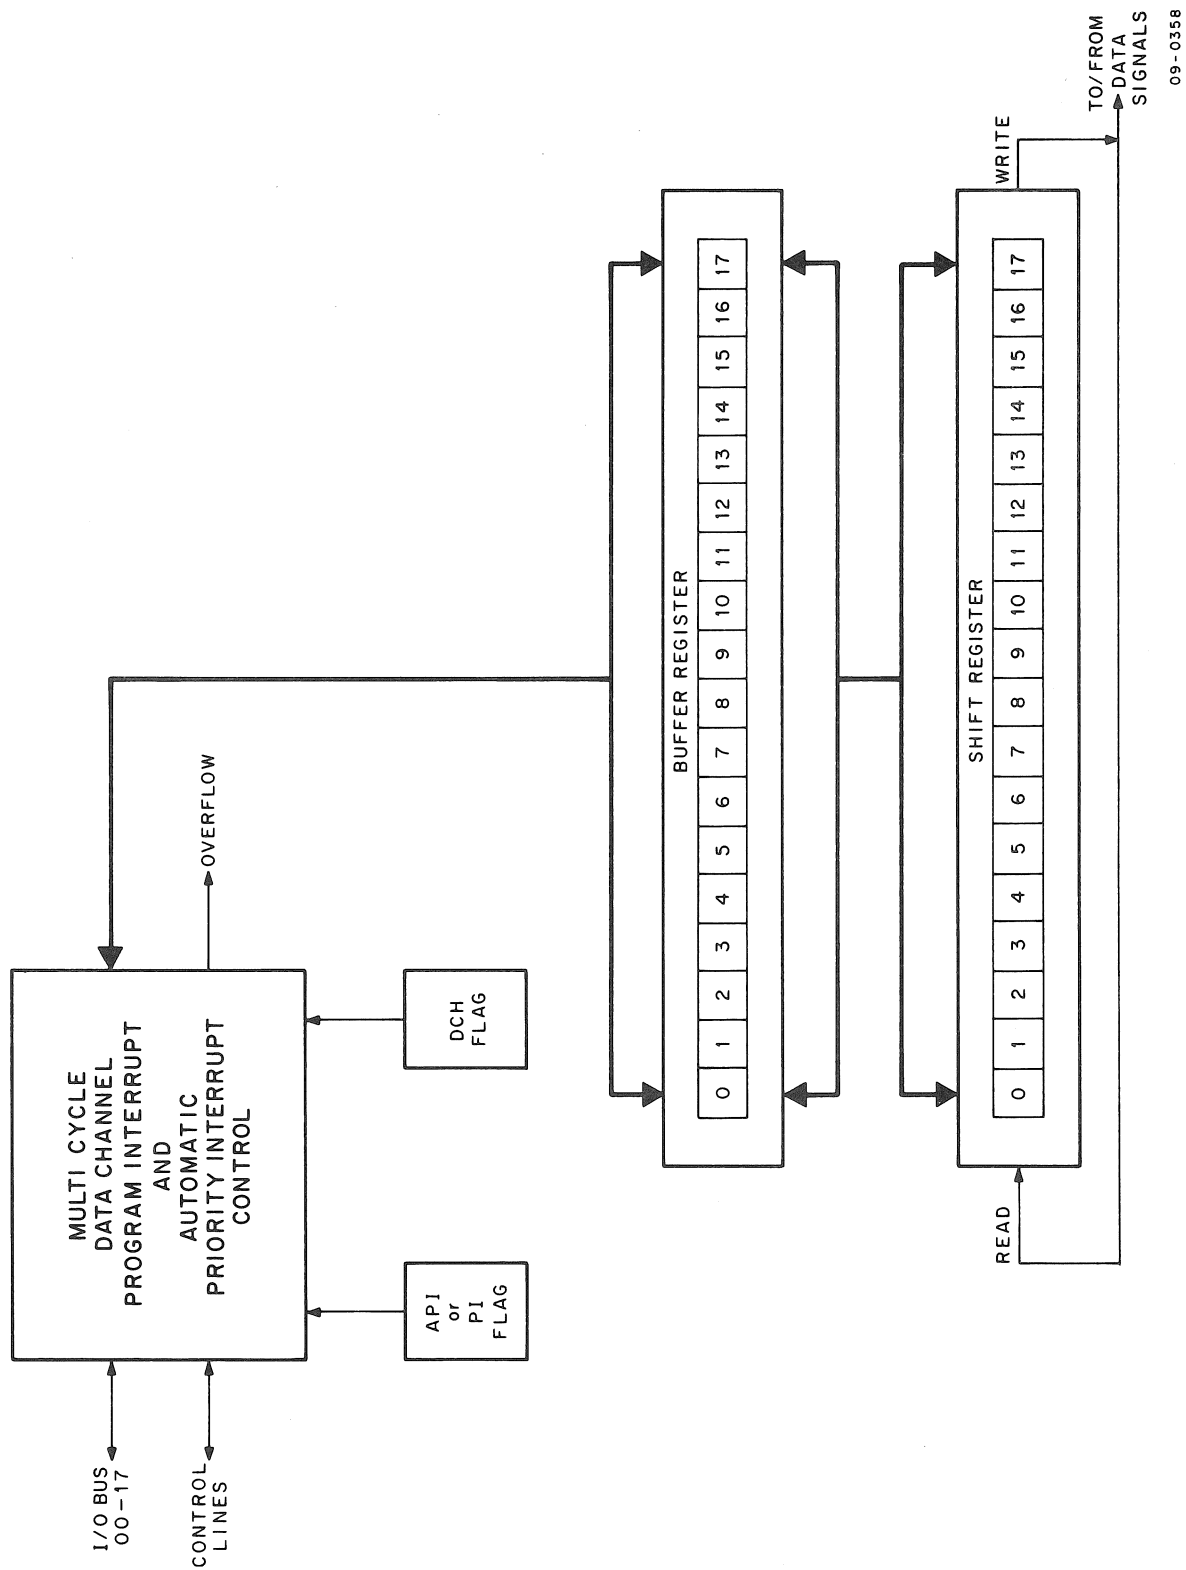 I/O BUS
00-17
CONTROL
LINES
MULTI CYCLE
DATA CHANNEL
PROGRAM INTERRUPT
AND
AUTOMATIC
PRIORITY INTERRUPT
CONTROL
OVERFLOW
API
or
PI
FLAG
DCH
FLAG
BUFFER REGISTER
0 1 2 3 4 5 6 7 8 9 10 11 12 13 14 15 16 17
SHIFT REGISTER
0 1 2 3 4 5 6 7 8 9 10 11 12 13 14 15 16 17
READ
WRITE
TO/FROM
DATA
SIGNALS
09-0358